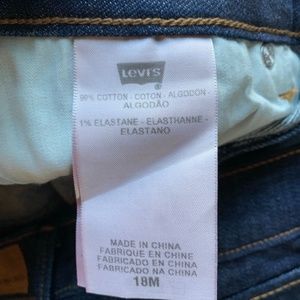 Levi's
®
99% COTTON - COTON - ALGODON -
ALGODÃO
1% ELASTANE - ELASTHANNE -
ELASTANO
MADE IN CHINA
FABRIQUE EN CHINE
FABRICADO EN CHINA
FABRICADO NA CHINA
18M